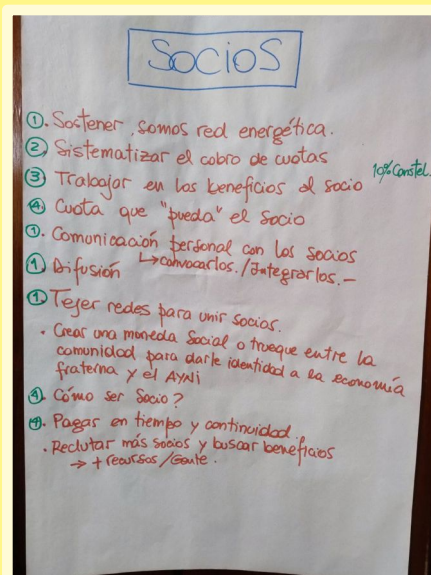 SOCIOS
①. Sostener, somos red energética.
②. Sistematizar el cobro de cuotas
③ Trabajar en los beneficios al socio 10% Constel.
④. Cuota que "pueda" el Socio
①. Comunicación personal con los socios
↳ convocarlos. / Integrarlos. –
① Difusión
① Tejer redes para unir socios.
• Crear una moneda Social o trueque entre la
comunidad para darle identidad a la economía
fraterna y el AYNI
④. Cómo ser Socio?
④. Pagar en tiempo y continuidad.
• Reclutar más socios y buscar beneficios
→ + recursos / Gente.